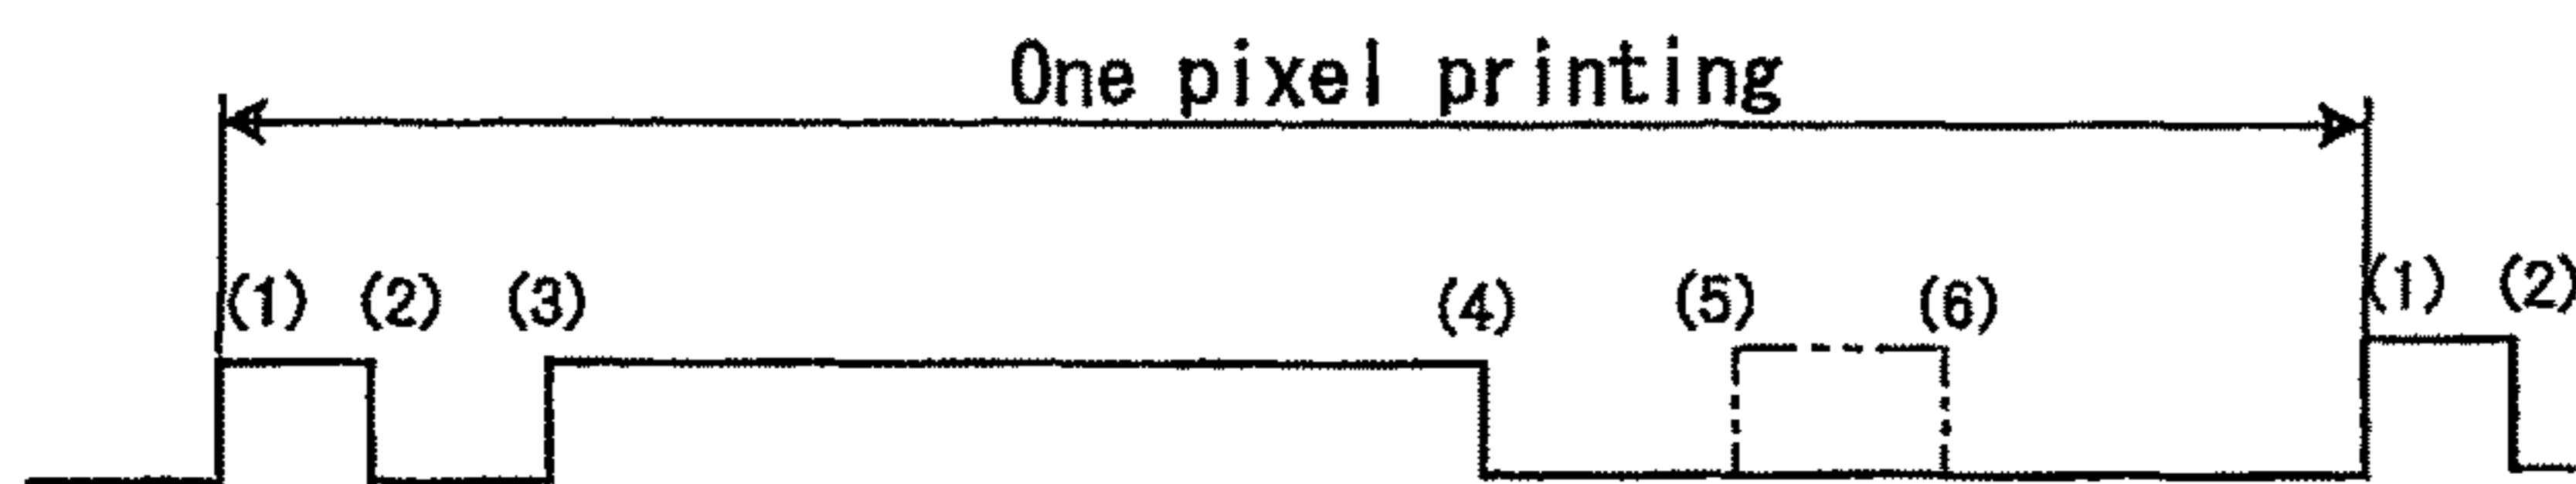 One pixel printing
(1) (2) (3) (4) (5) (6) (1) (2)